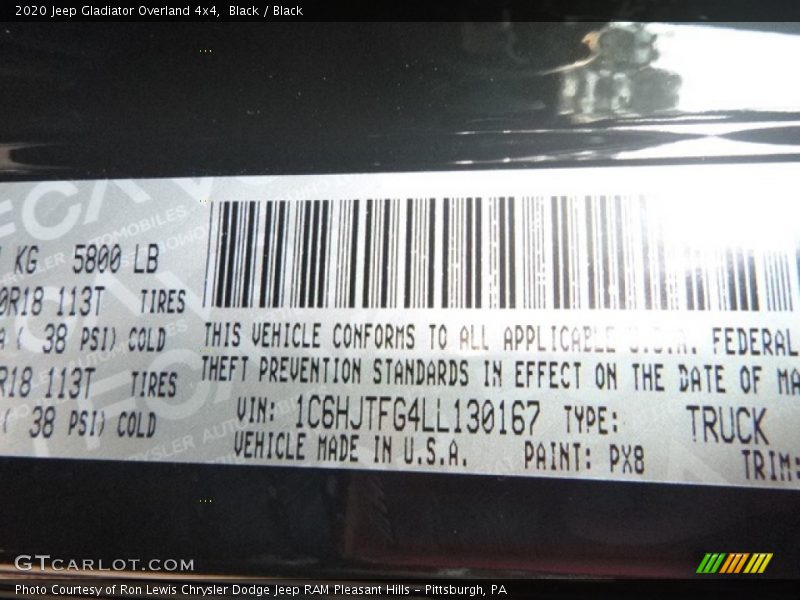 2020 Jeep Gladiator Overland 4x4,  Black / Black
KG 5800 LB
0R18 113T TIRES
( 38 PSI) COLD
R18 113T TIRES
( 38 PSI) COLD
THIS VEHICLE CONFORMS TO ALL APPLICABLE U.S.A. FEDERAL
THEFT PREVENTION STANDARDS IN EFFECT ON THE DATE OF MA
VIN: 1C6HJTFG4LL130167 TYPE: TRUCK
VEHICLE MADE IN U.S.A. PAINT: PX8 TRIM:
GTCARLOT.COM
Photo Courtesy of Ron Lewis Chrysler Dodge Jeep RAM Pleasant Hills – Pittsburgh, PA